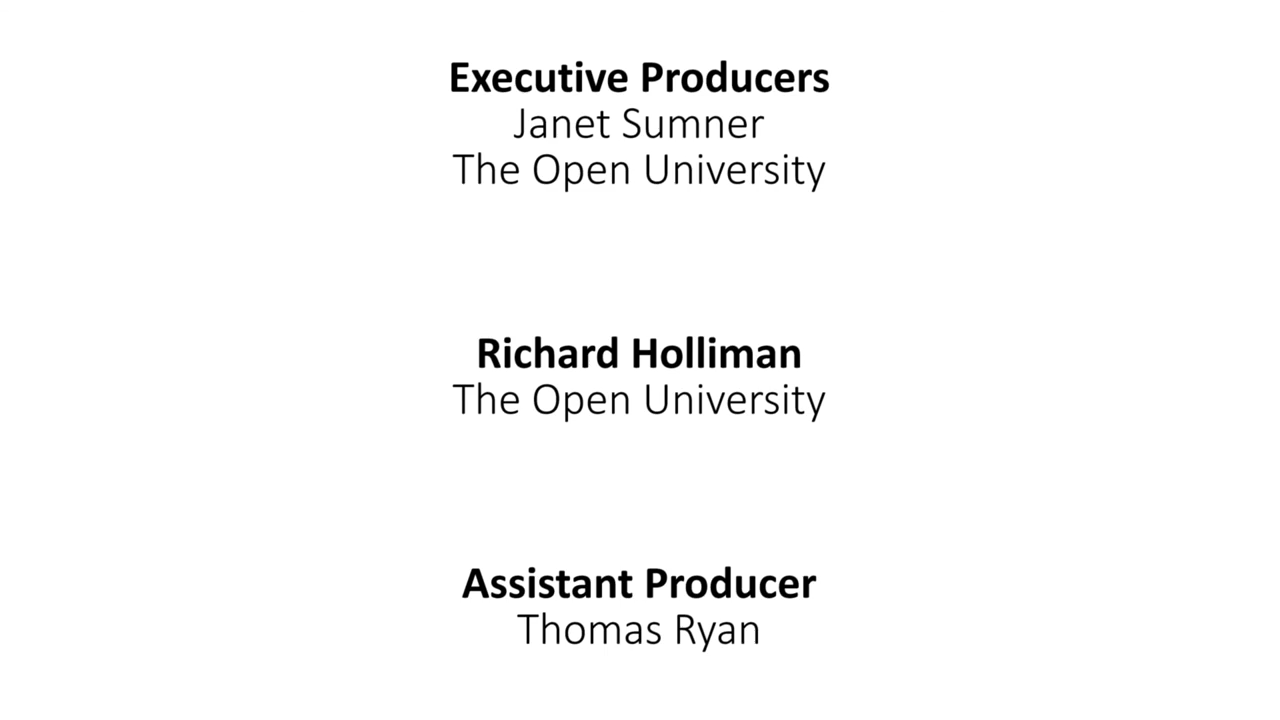 Executive Producers
Janet Sumner
The Open University
Richard Holliman
The Open University
Assistant Producer
Thomas Ryan